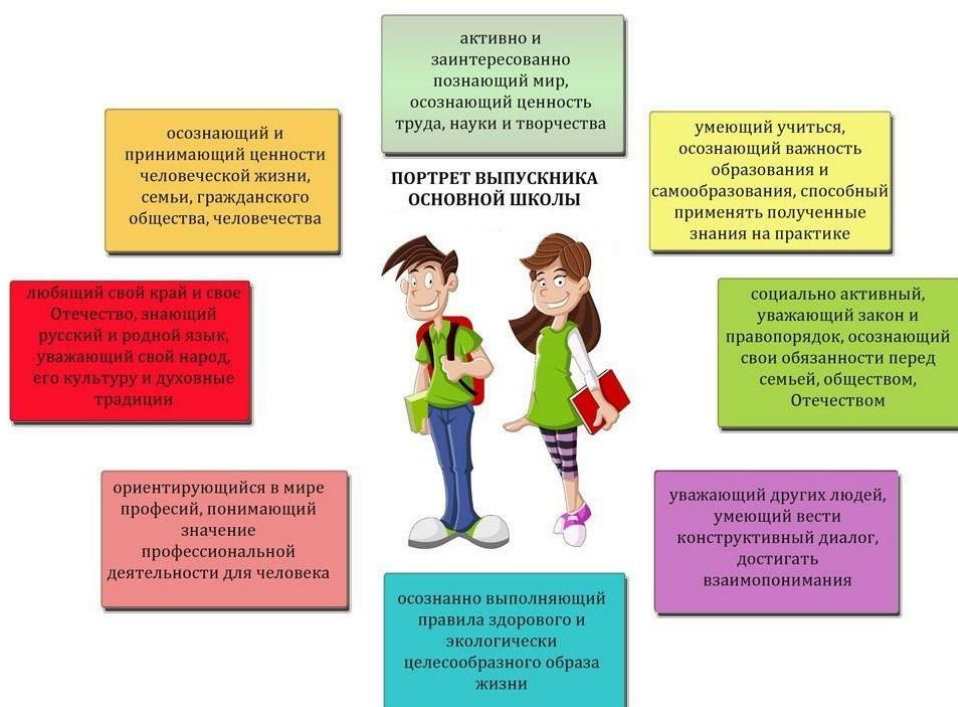 активно и
заинтересованно
познающий мир,
осознающий ценность
труда, науки и творчества
осознающий и
принимающий ценности
человеческой жизни,
семьи, гражданского
общества, человечества
умеющий учиться,
осознающий важность
образования и
самообразования, способный
применять полученные
знания на практике
ПОРТРЕТ ВЫПУСКНИКА
ОСНОВНОЙ ШКОЛЫ
любящий свой край и свое
Отечество, знающий
русский и родной язык,
уважающий свой народ,
его культуру и духовные
традиции
социально активный,
уважающий закон и
правопорядок, осознающий
свои обязанности перед
семьей, обществом,
Отечеством
ориентирующийся в мире
професий, понимающий
значение
профессиональной
деятельности для человека
уважающий других людей,
умеющий вести
конструктивный диалог,
достигать
взаимопонимания
осознанно выполняющий
правила здорового и
экологически
целесообразного образа
жизни